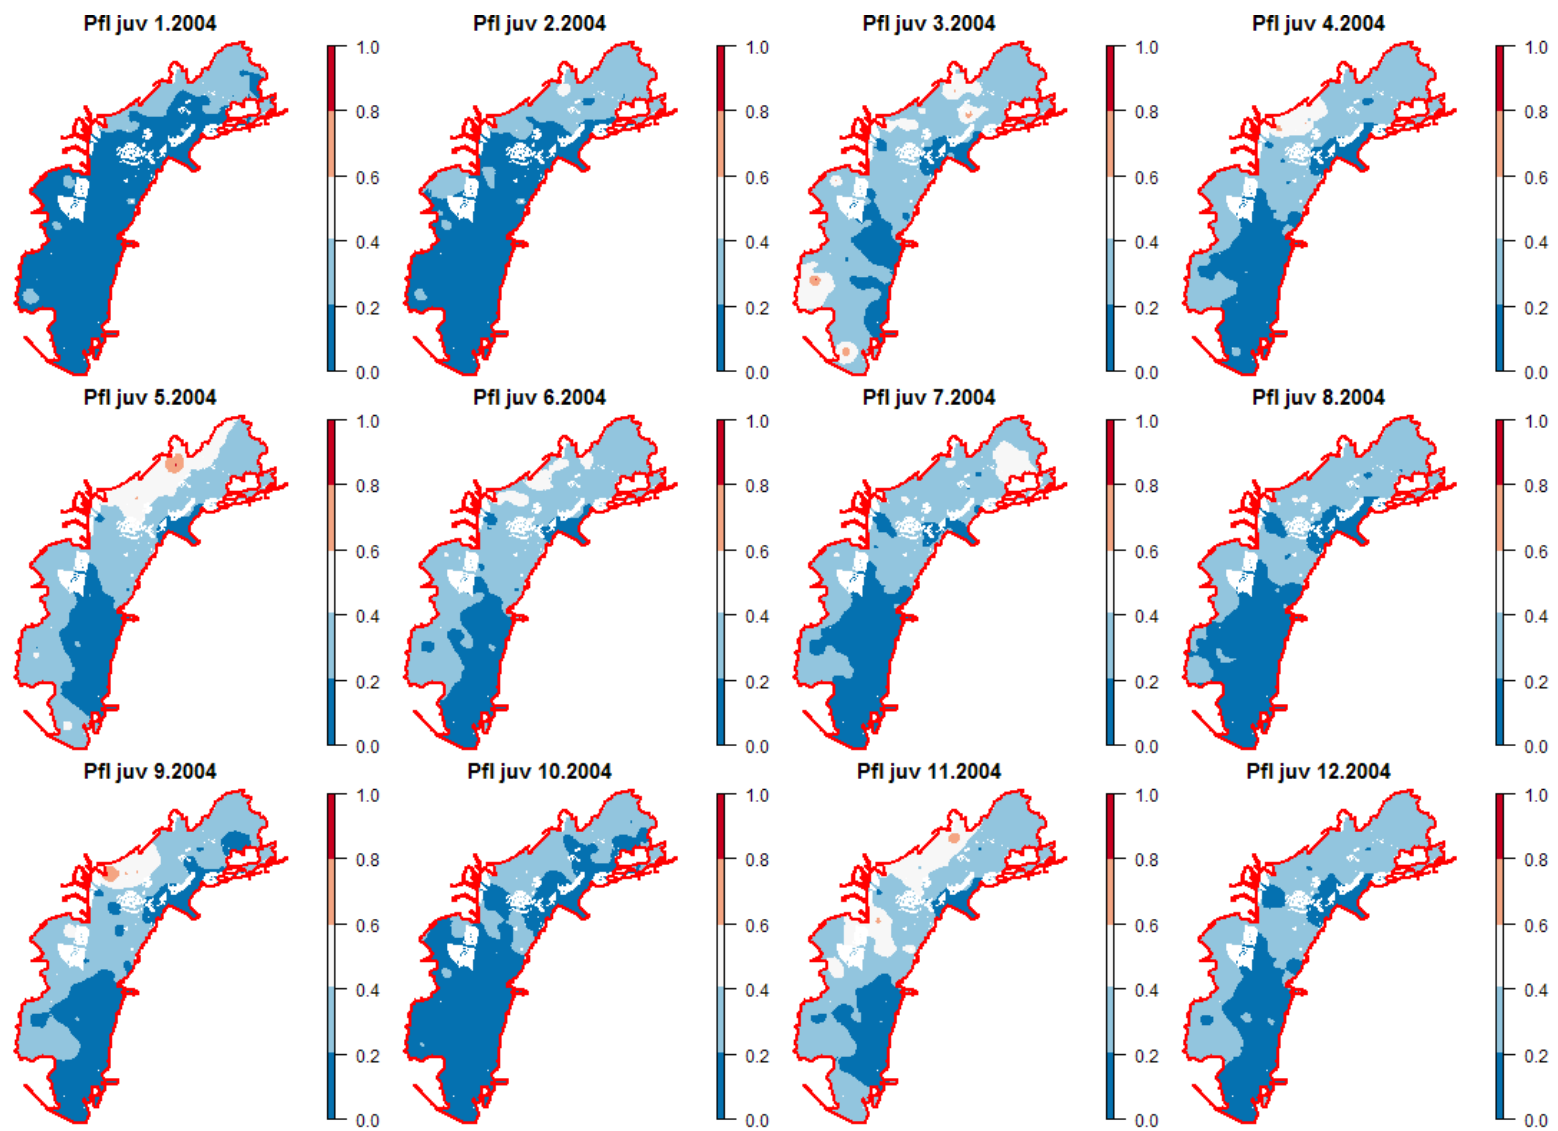 Pfl juv 1.2004
Pfl juv 2.2004
Pfl juv 3.2004
Pfl juv 4.2004
1.0 1.0 1.0 1.0
0.8 0.8 0.8 0.8
0.6 0.6 0.6 0.6
0.4 0.4 0.4 0.4
0.2 0.2 0.2 0.2
0.0 0.0 0.0 0.0
Pfl juv 5.2004
Pfl juv 6.2004
Pfl juv 7.2004
Pfl juv 8.2004
1.0 1.0 1.0 1.0
0.8 0.8 0.8 0.8
0.6 0.6 0.6 0.6
0.4 0.4 0.4 0.4
0.2 0.2 0.2 0.2
0.0 0.0 0.0 0.0
Pfl juv 9.2004
Pfl juv 10.2004
Pfl juv 11.2004
Pfl juv 12.2004
1.0 1.0 1.0 1.0
0.8 0.8 0.8 0.8
0.6 0.6 0.6 0.6
0.4 0.4 0.4 0.4
0.2 0.2 0.2 0.2
0.0 0.0 0.0 0.0